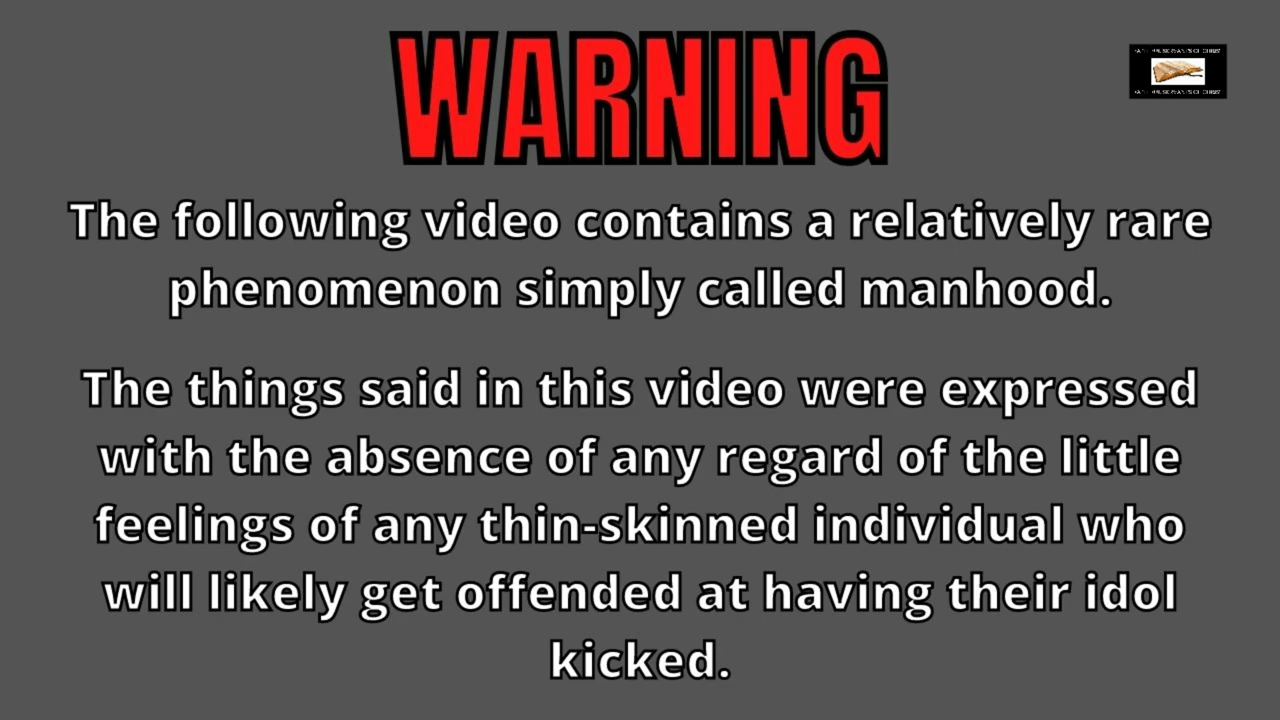 WARNING
The following video contains a relatively rare
phenomenon simply called manhood.
The things said in this video were expressed
with the absence of any regard of the little
feelings of any thin-skinned individual who
will likely get offended at having their idol
kicked.